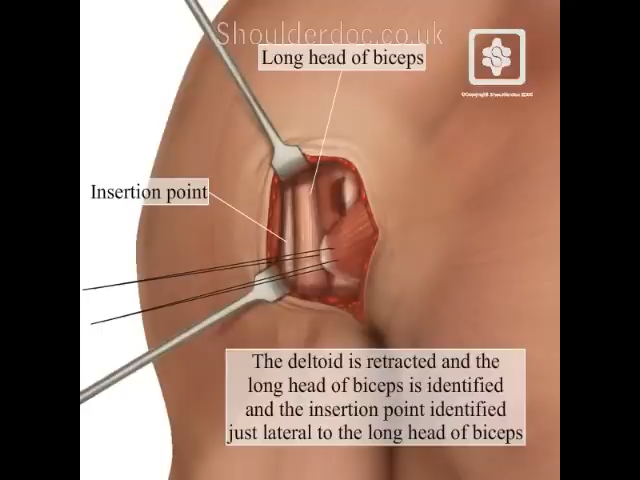 Shoulderdoc.co.uk
Long head of biceps
Insertion point
The deltoid is retracted and the
long head of biceps is identified
and the insertion point identified
just lateral to the long head of biceps